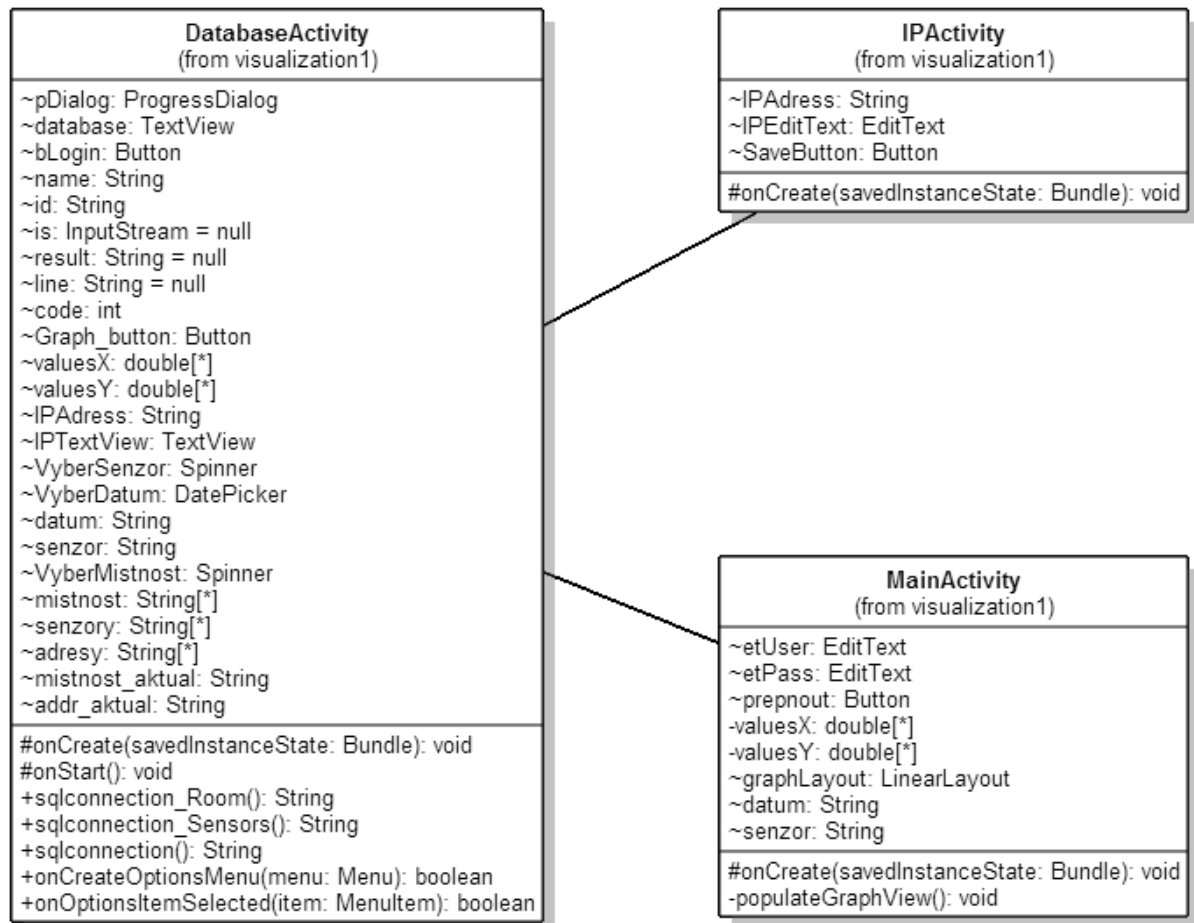 DatabaseActivity
(from visualization1)
~pDialog: ProgressDialog
~database: TextView
~bLogin: Button
~name: String
~id: String
~is: InputStream = null
~result: String = null
~line: String = null
~code: int
~Graph_button: Button
~valuesX: double[*]
~valuesY: double[*]
~IPAdress: String
~IPTextView: TextView
~VyberSenzor: Spinner
~VyberDatum: DatePicker
~datum: String
~senzor: String
~VyberMistnost: Spinner
~mistnost: String[*]
~senzory: String[*]
~adresy: String[*]
~mistnost_aktual: String
~addr_aktual: String
#onCreate(savedInstanceState: Bundle): void
#onStart(): void
+sqlconnection_Room(): String
+sqlconnection_Sensors(): String
+sqlconnection(): String
+onCreateOptionsMenu(menu: Menu): boolean
+onOptionsItemSelected(item: MenuItem): boolean
IPActivity
(from visualization1)
~IPAdress: String
~IPEditText: EditText
~SaveButton: Button
#onCreate(savedInstanceState: Bundle): void
MainActivity
(from visualization1)
~etUser: EditText
~etPass: EditText
~prepnout: Button
-valuesX: double[*]
-valuesY: double[*]
~graphLayout: LinearLayout
~datum: String
~senzor: String
#onCreate(savedInstanceState: Bundle): void
-populateGraphView(): void